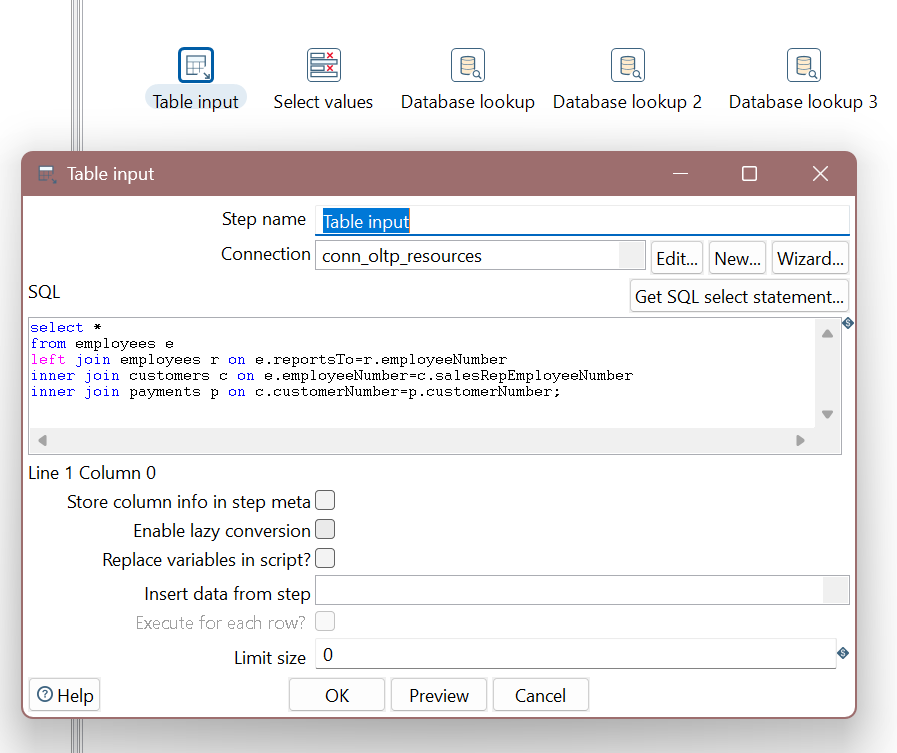 Table input
Select values
Database lookup
Database lookup 2
Database lookup 3
Table input
Step name Table input
Connection conn_oltp_resources Edit... New... Wizard...
SQL
Get SQL select statement...
select *
from employees e
left join employees r on e.reportsTo=r.employeeNumber
inner join customers c on e.employeeNumber=c.salesRepEmployeeNumber
inner join payments p on c.customerNumber=p.customerNumber;
Line 1 Column 0
Store column info in step meta
Enable lazy conversion
Replace variables in script?
Insert data from step
Execute for each row?
Limit size 0
Help OK Preview Cancel